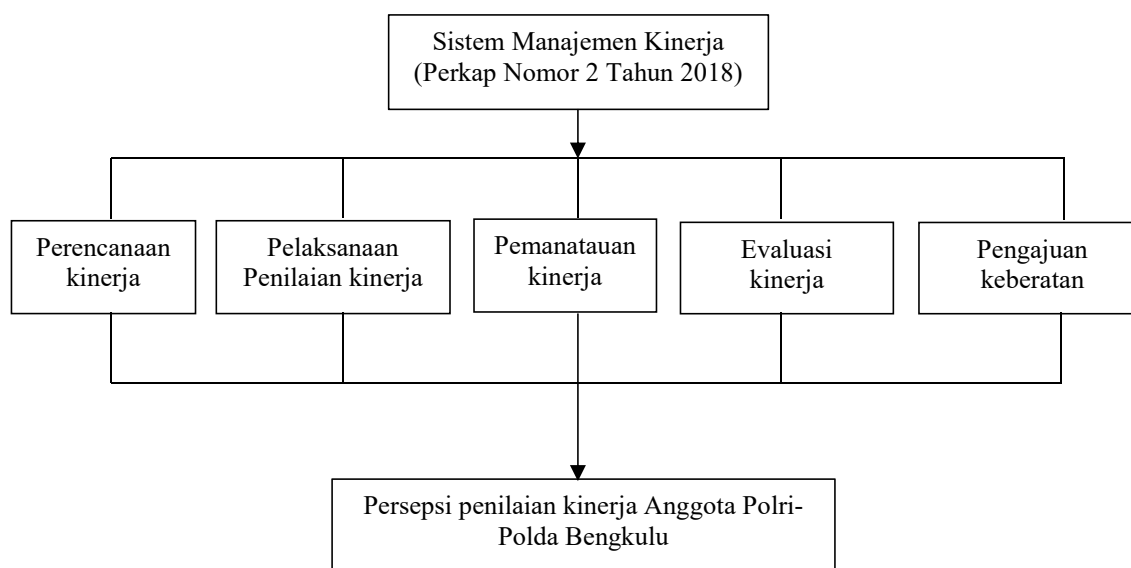 Sistem Manajemen Kinerja
(Perkap Nomor 2 Tahun 2018)
Perencanaan
kinerja
Pelaksanaan
Penilaian kinerja
Pemanatauan
kinerja
Evaluasi
kinerja
Pengajuan
keberatan
Persepsi penilaian kinerja Anggota Polri-
Polda Bengkulu